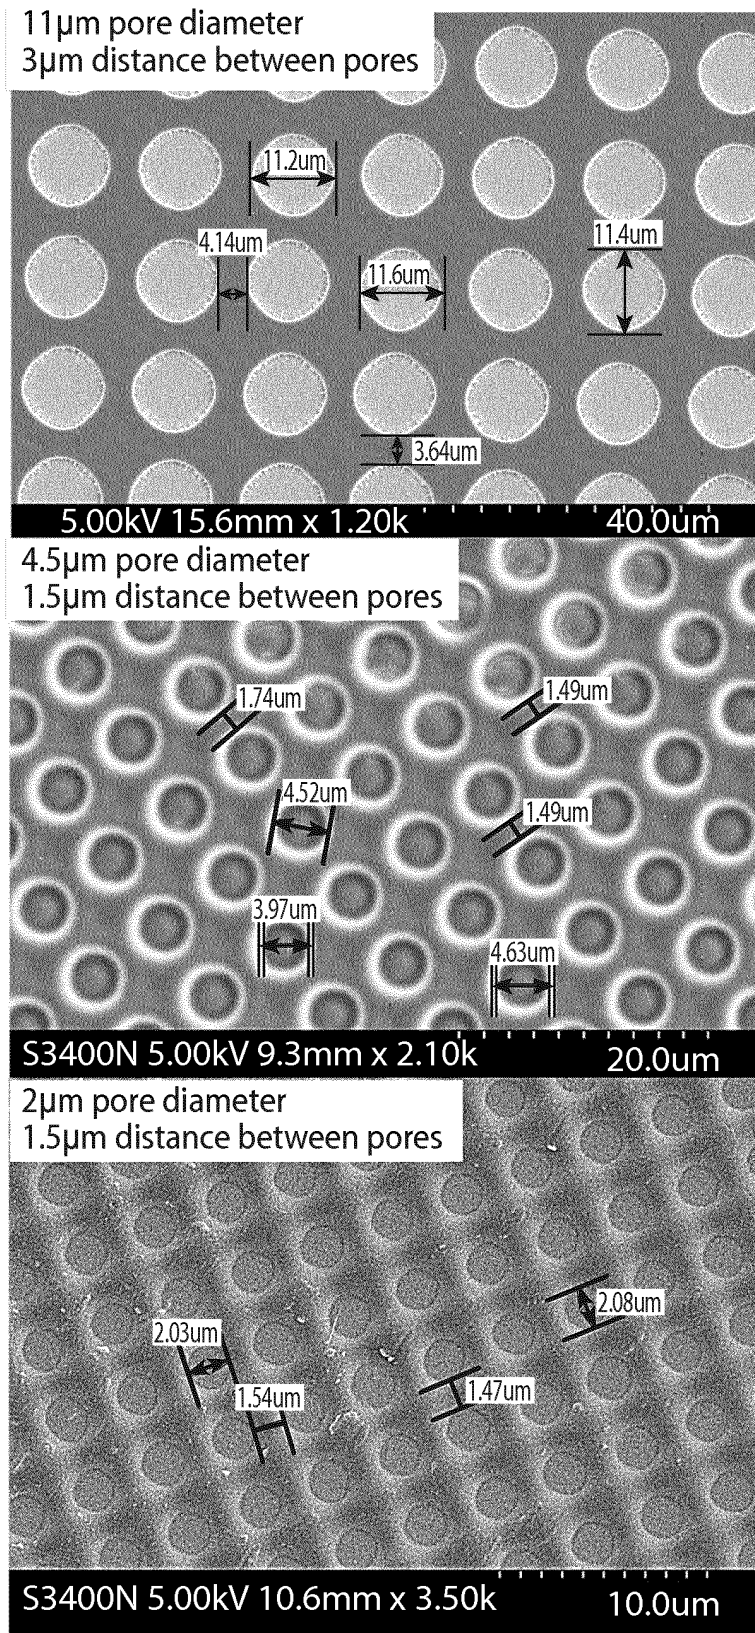 11µm pore diameter
3µm distance between pores
11.2um
4.14um
11.6um
11.4um
3.64um
5.00kV 15.6mm x 1.20k 40.0um
4.5µm pore diameter
1.5µm distance between pores
1.74um
1.49um
4.52um
1.49um
3.97um
4.63um
S3400N 5.00kV 9.3mm x 2.10k 20.0um
2µm pore diameter
1.5µm distance between pores
2.08um
2.03um
1.54um
1.47um
S3400N 5.00kV 10.6mm x 3.50k 10.0um